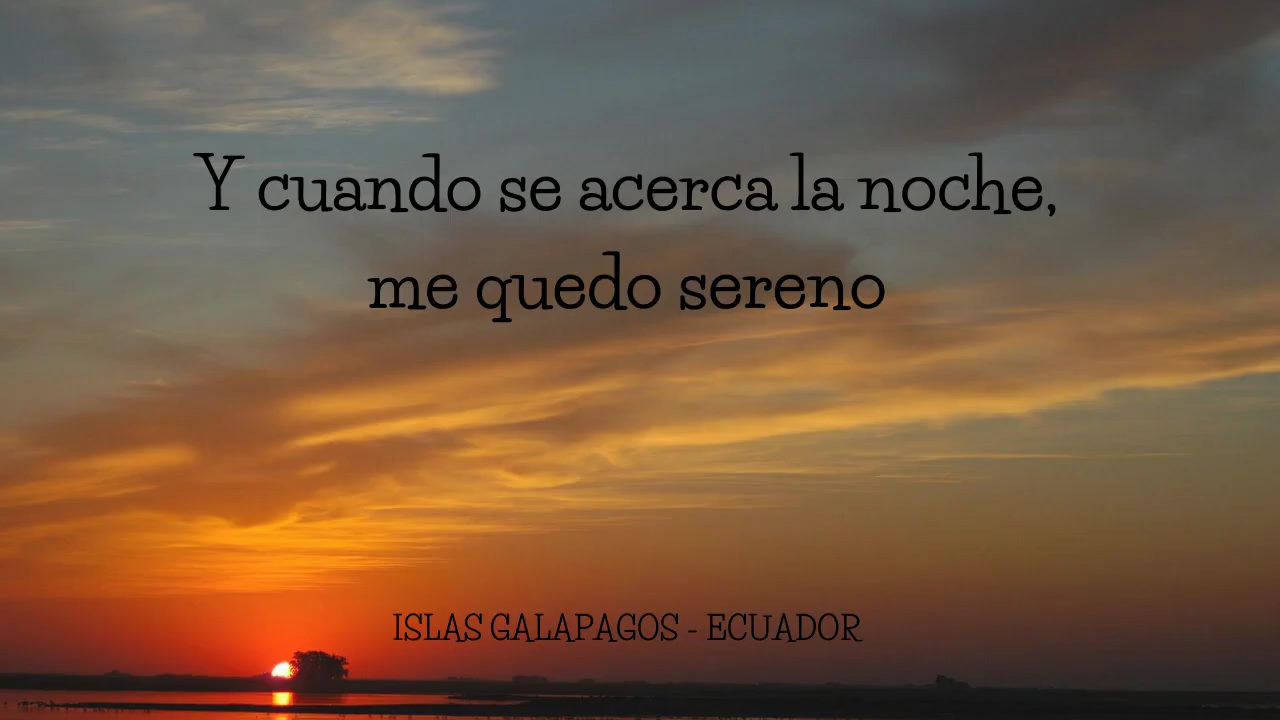 Y cuando se acerca la noche,
me quedo sereno
ISLAS GALAPAGOS - ECUADOR